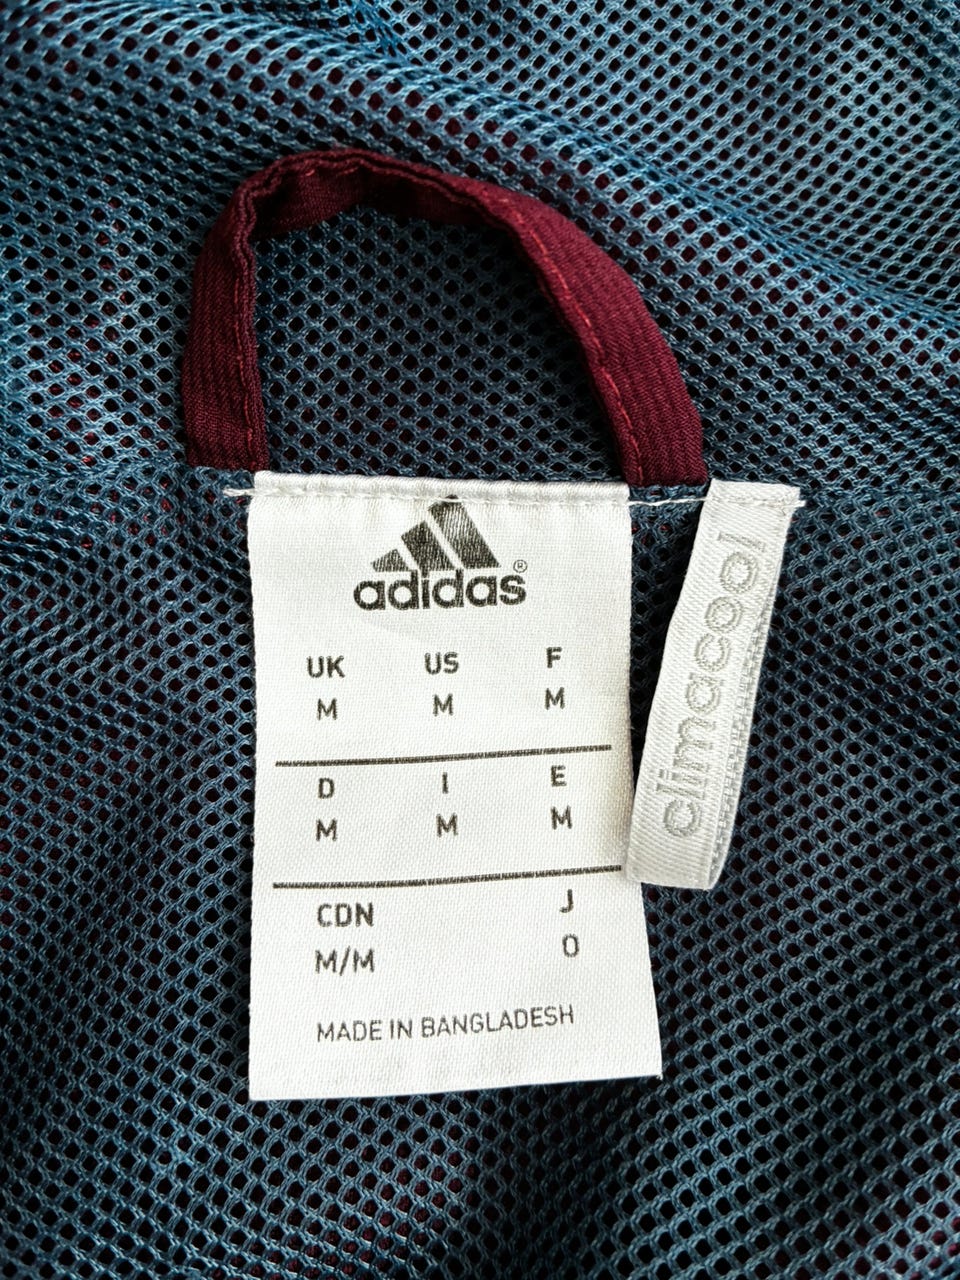 adidas®
UK US F
M M M
D I E
M M M
CDN J
M/M O
MADE IN BANGLADESH
climacool